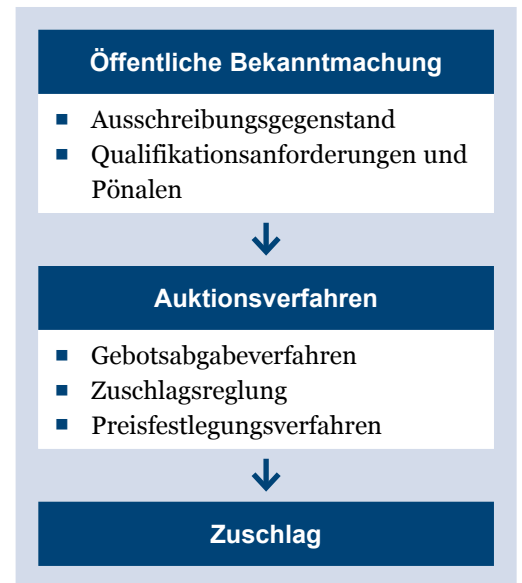 Öffentliche Bekanntmachung
Ausschreibungsgegenstand
Qualifikationsanforderungen und
Pönalen
Auktionsverfahren
Gebotsabgabeverfahren
Zuschlagsreglung
Preisfestlegungsverfahren
Zuschlag